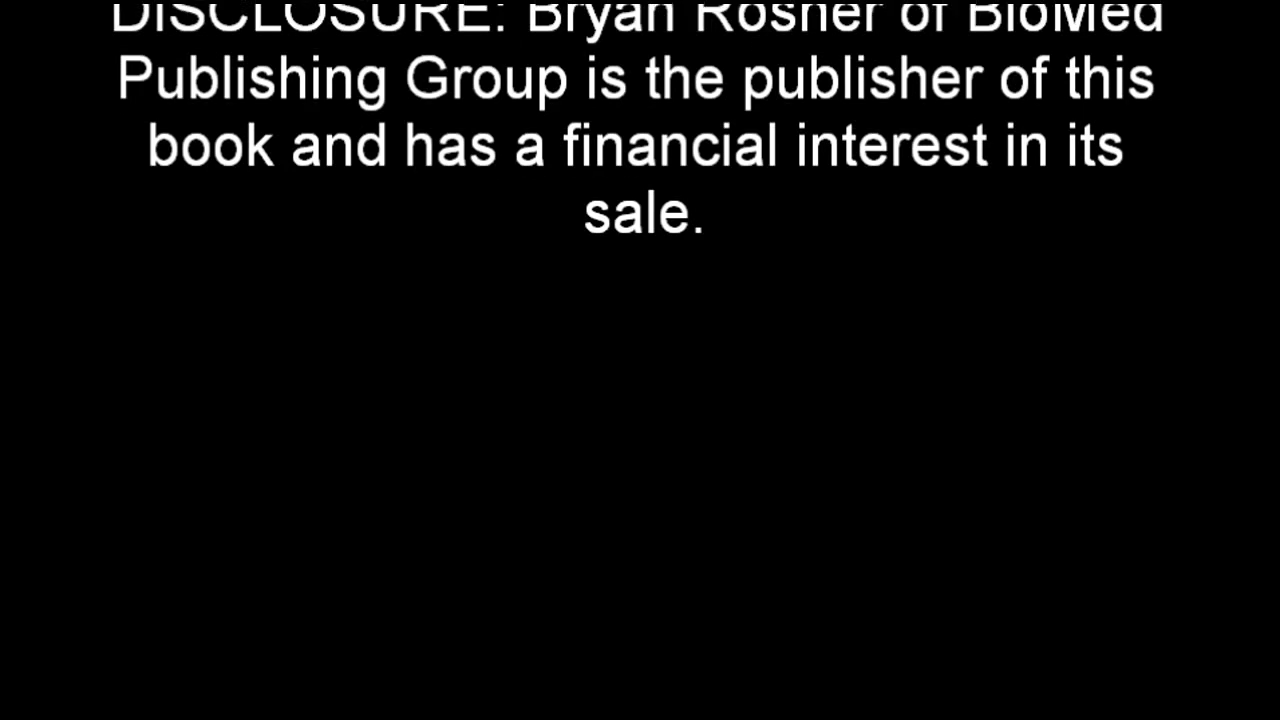 DISCLOSURE: Bryan Rosner of BioMed
Publishing Group is the publisher of this
book and has a financial interest in its
sale.